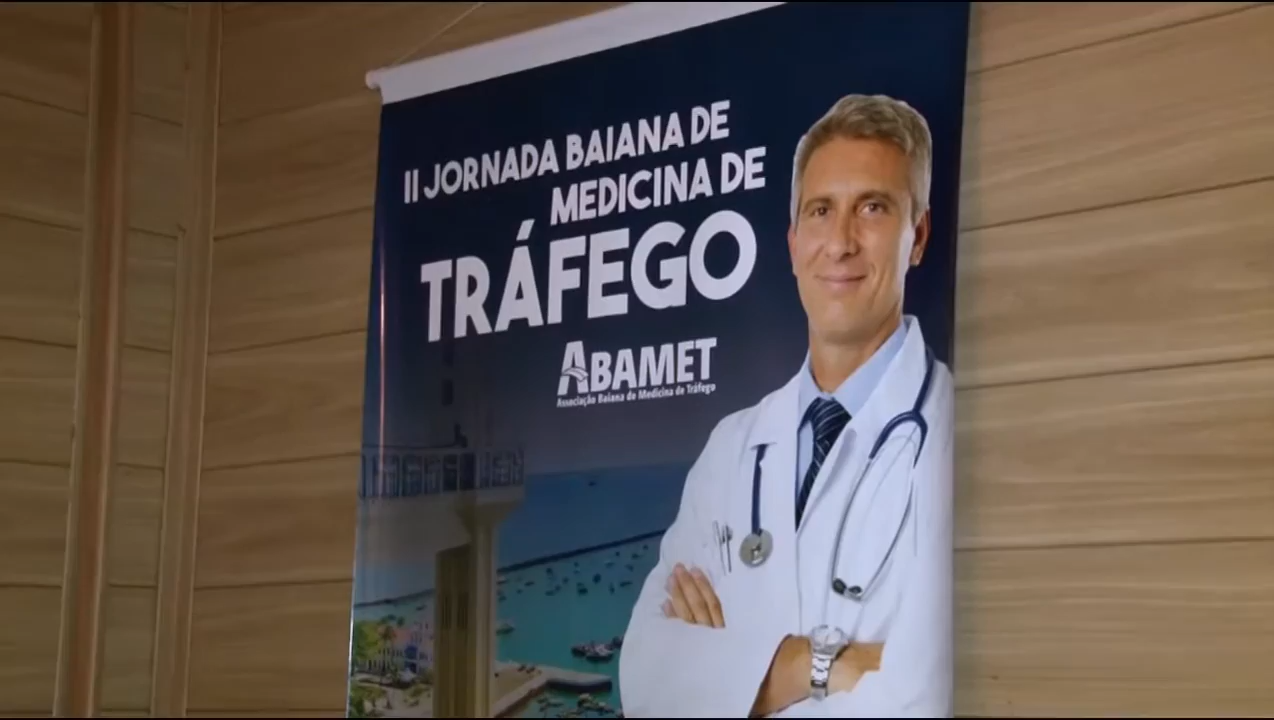 II JORNADA BAIANA DE
MEDICINA DE
TRÁFEGO
ABAMET
Associação Baiana de Medicina de Tráfego